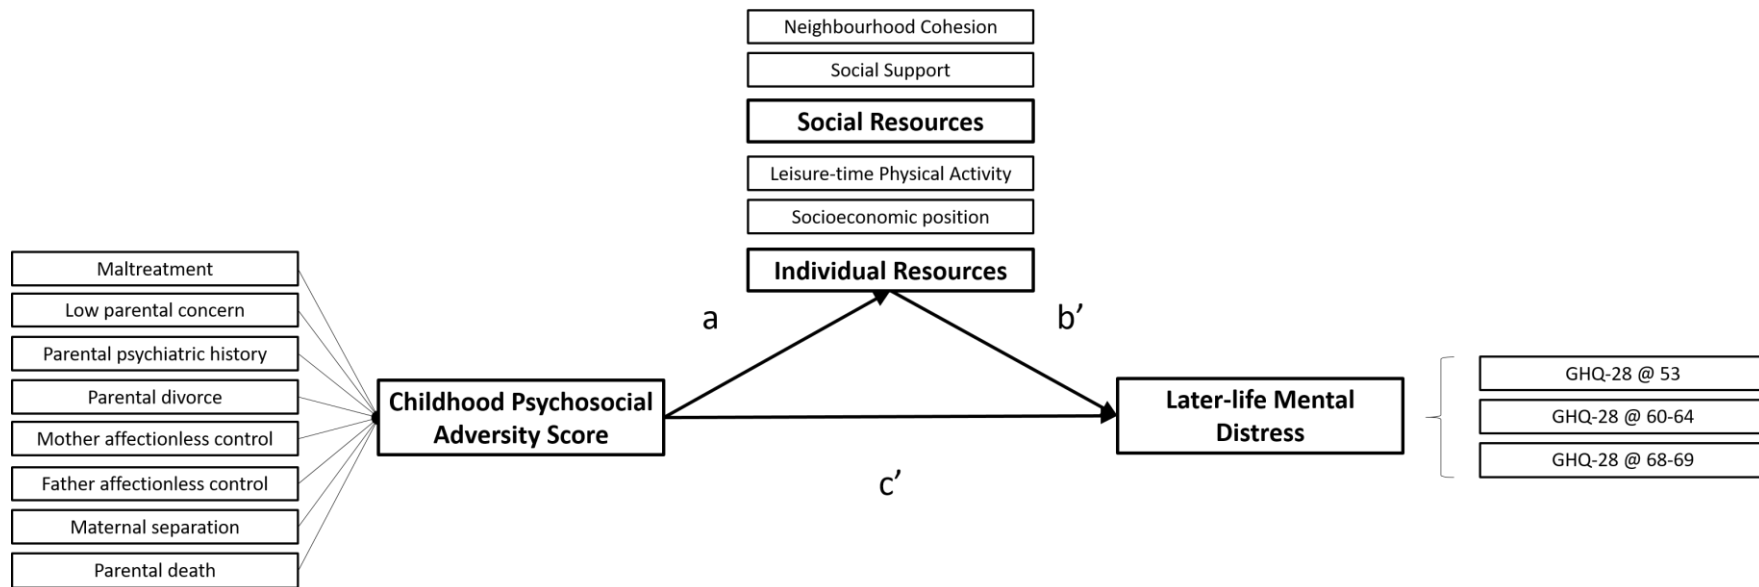 Neighbourhood Cohesion
Social Support
Social Resources
Leisure-time Physical Activity
Socioeconomic position
Individual Resources
Maltreatment
Low parental concern
Parental psychiatric history
Parental divorce
Mother affectionless control
Father affectionless control
Maternal separation
Parental death
a
b’
Childhood Psychosocial
Adversity Score
c’
Later-life Mental
Distress
GHQ-28 @ 53
GHQ-28 @ 60-64
GHQ-28 @ 68-69